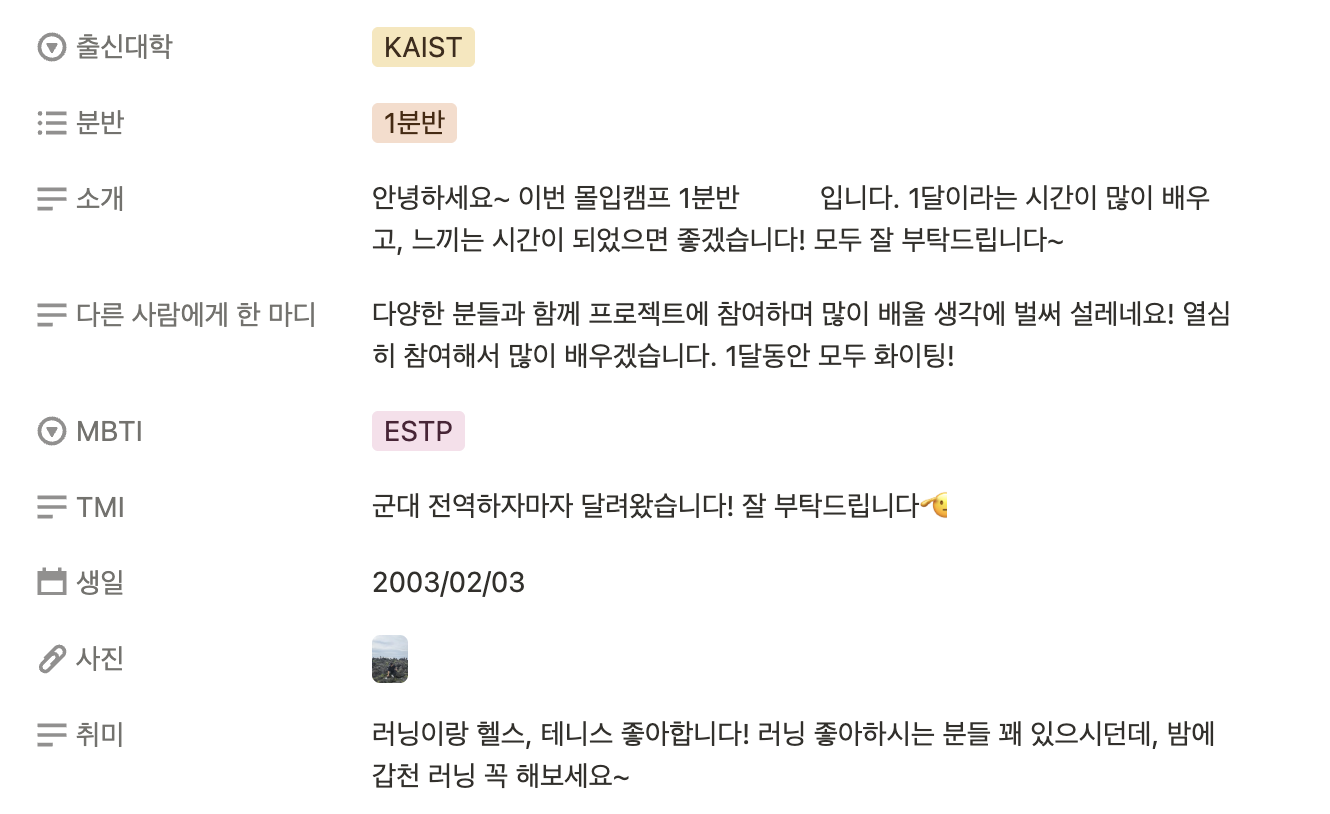 출신대학 KAIST
분반 1분반
소개 안녕하세요~ 이번 몰입캠프 1분반 입니다. 1달이라는 시간이 많이 배우
고, 느끼는 시간이 되었으면 좋겠습니다! 모두 잘 부탁드립니다~
다른 사람에게 한 마디 다양한 분들과 함께 프로젝트에 참여하며 많이 배울 생각에 벌써 설레네요! 열심
히 참여해서 많이 배우겠습니다. 1달동안 모두 화이팅!
MBTI ESTP
TMI 군대 전역하자마자 달려왔습니다! 잘 부탁드립니다🫡
생일 2003/02/03
사진
취미 러닝이랑 헬스, 테니스 좋아합니다! 러닝 좋아하시는 분들 꽤 있으시던데, 밤에
갑천 러닝 꼭 해보세요~